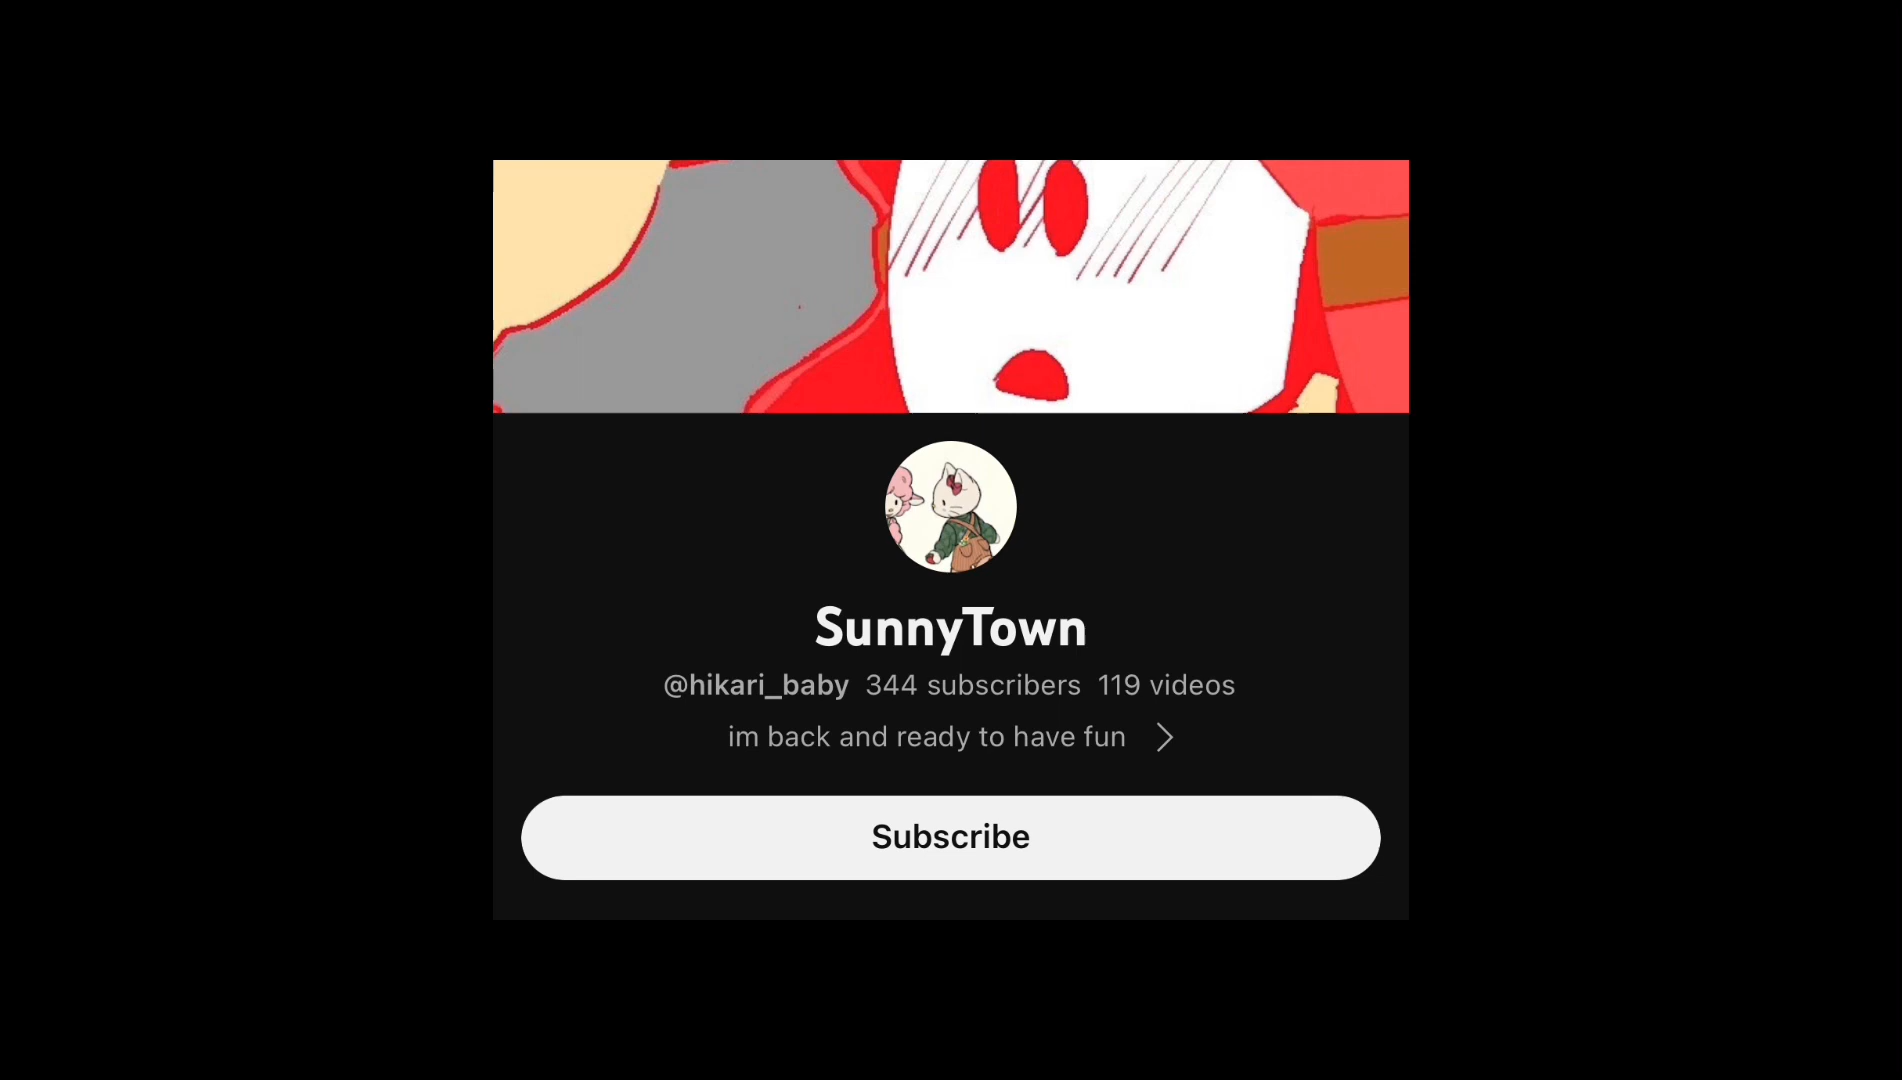 SunnyTown
@hikari_baby 344 subscribers 119 videos
im back and ready to have fun
Subscribe